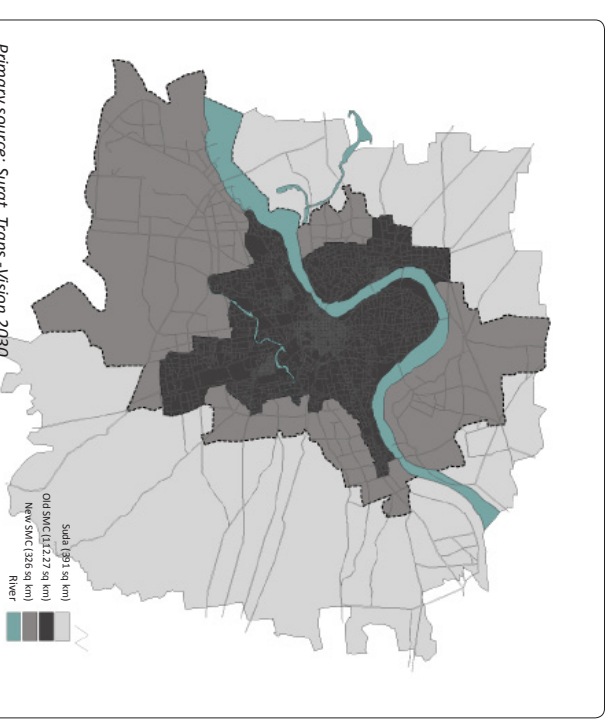 Suda (391 sq km)
Old SMC (112.27 sq km)
New SMC (326 sq km)
River
Primary source: Surat Trans -Vision 2030